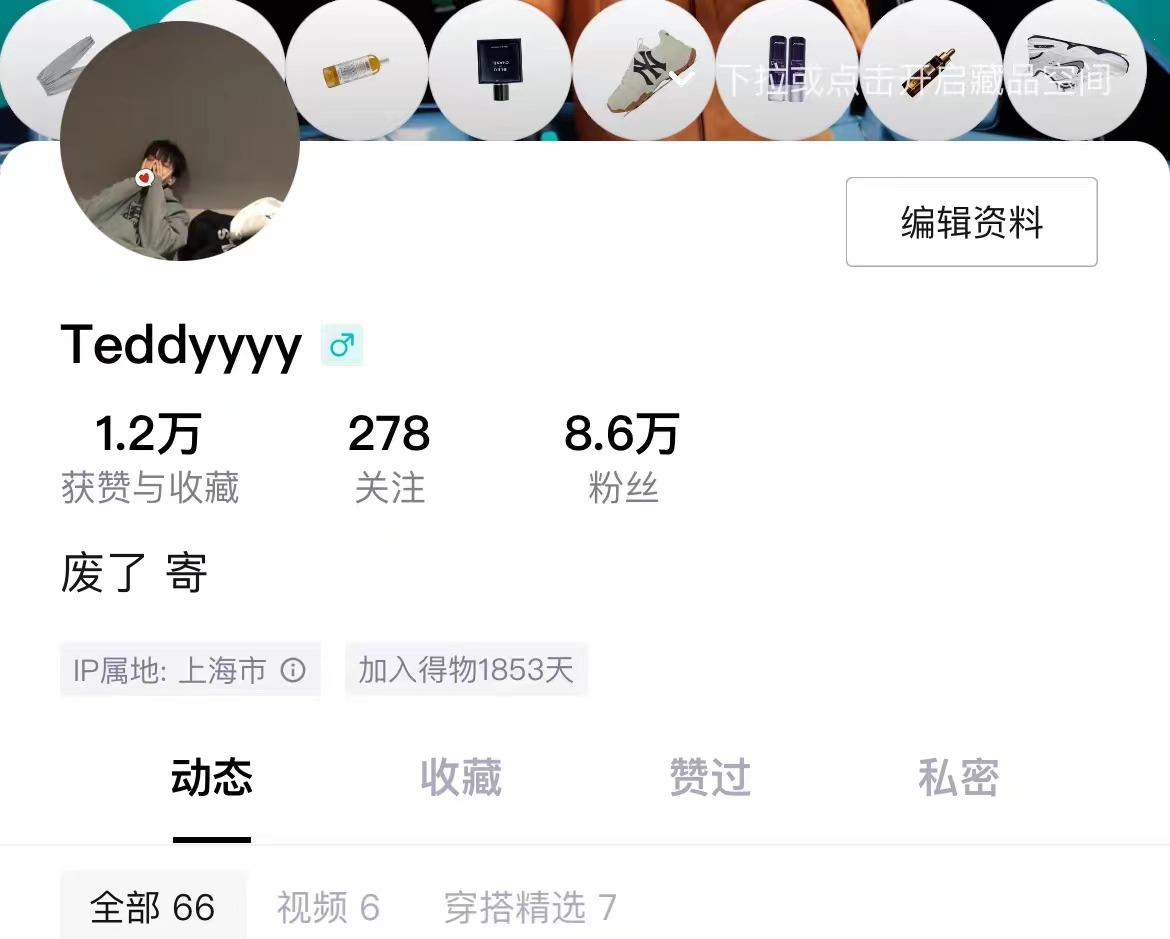 下拉或点击开启藏品空间
编辑资料
Teddyyyy
1.2万 278 8.6万
获赞与收藏 关注 粉丝
废了 寄
IP属地: 上海市 加入得物1853天
动态 收藏 赞过 私密
全部 66 视频 6 穿搭精选 7